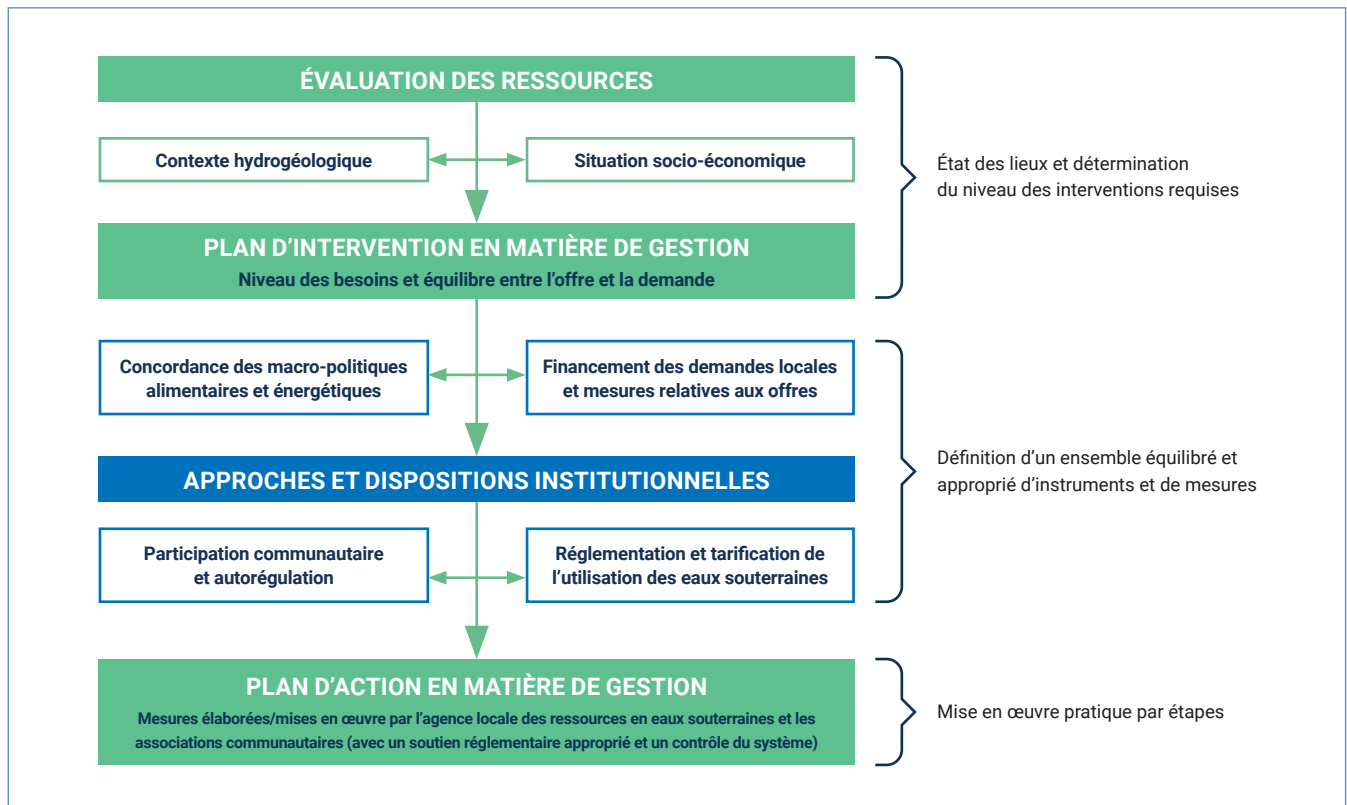 ÉVALUATION DES RESSOURCES
Contexte hydrogéologique
Situation socio-économique
État des lieux et détermination
du niveau des interventions requises
PLAN D’INTERVENTION EN MATIÈRE DE GESTION
Niveau des besoins et équilibre entre l’offre et la demande
Concordance des macro-politiques
alimentaires et énergétiques
Financement des demandes locales
et mesures relatives aux offres
APPROCHES ET DISPOSITIONS INSTITUTIONNELLES
Définition d’un ensemble équilibré et
approprié d’instruments et de mesures
Participation communautaire
et autorégulation
Réglementation et tarification de
l’utilisation des eaux souterraines
PLAN D’ACTION EN MATIÈRE DE GESTION
Mesures élaborées/mises en œuvre par l’agence locale des ressources en eaux souterraines et les
associations communautaires (avec un soutien réglementaire approprié et un contrôle du système)
Mise en œuvre pratique par étapes